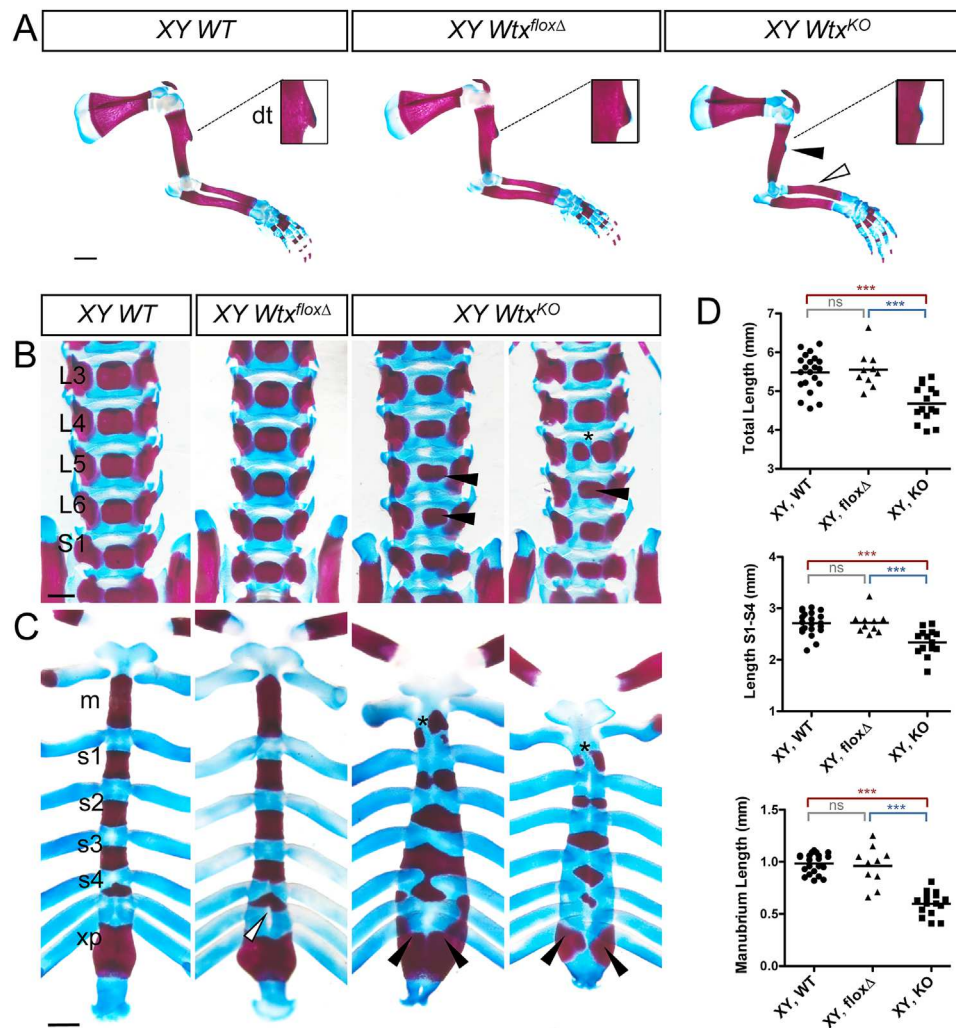 A
XY WT
XY Wtx^floxΔ
XY Wtx^KO
dt
XY WT
XY Wtx^floxΔ
XY Wtx^KO
B
L3
L4
L5
L6
S1
*
C
m
s1
s2
s3
s4
xp
*
*
D
***
ns
***
Total Length (mm)
7
6
5
4
3
XY, WT
XY, floxΔ
XY, KO
***
ns
***
Length S1-S4 (mm)
4
3
2
1
XY, WT
XY, floxΔ
XY, KO
***
ns
***
Manubrium Length (mm)
1.5
1.0
0.5
0.0
XY, WT
XY, floxΔ
XY, KO